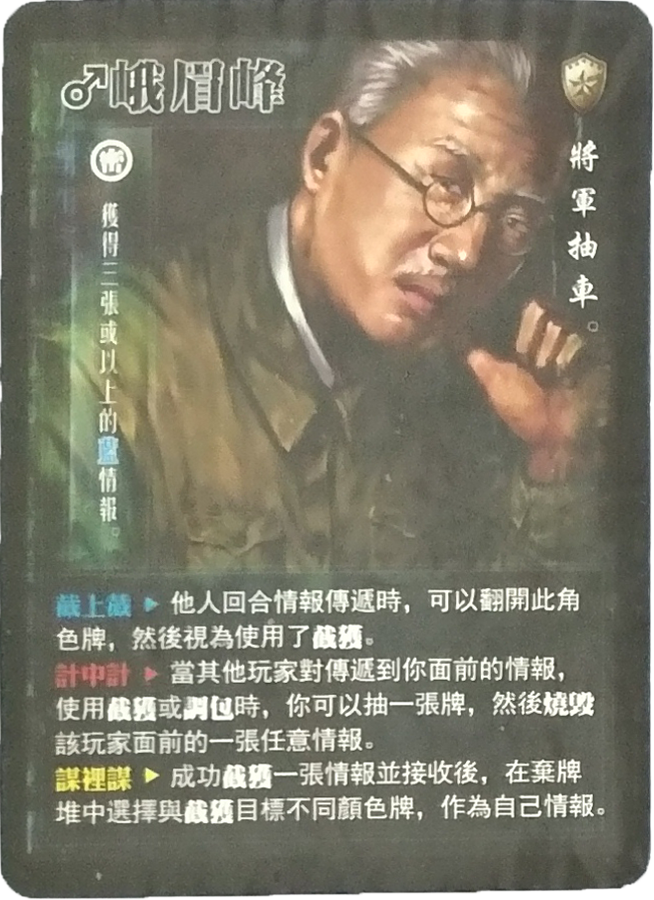 ♂峨眉峰
將軍抽車。
密
獲得三張或以上的藍情報。
截上截 ▶ 他人回合情報傳遞時，可以翻開此角
色牌，然後視為使用了截獲。
計中計 ▶ 當其他玩家對傳遞到你面前的情報，
使用截獲或調包時，你可以抽一張牌，然後燒毀
該玩家面前的一張任意情報。
謀裡謀 ▶ 成功截獲一張情報並接收後，在棄牌
堆中選擇與截獲目標不同顏色牌，作為自己情報。